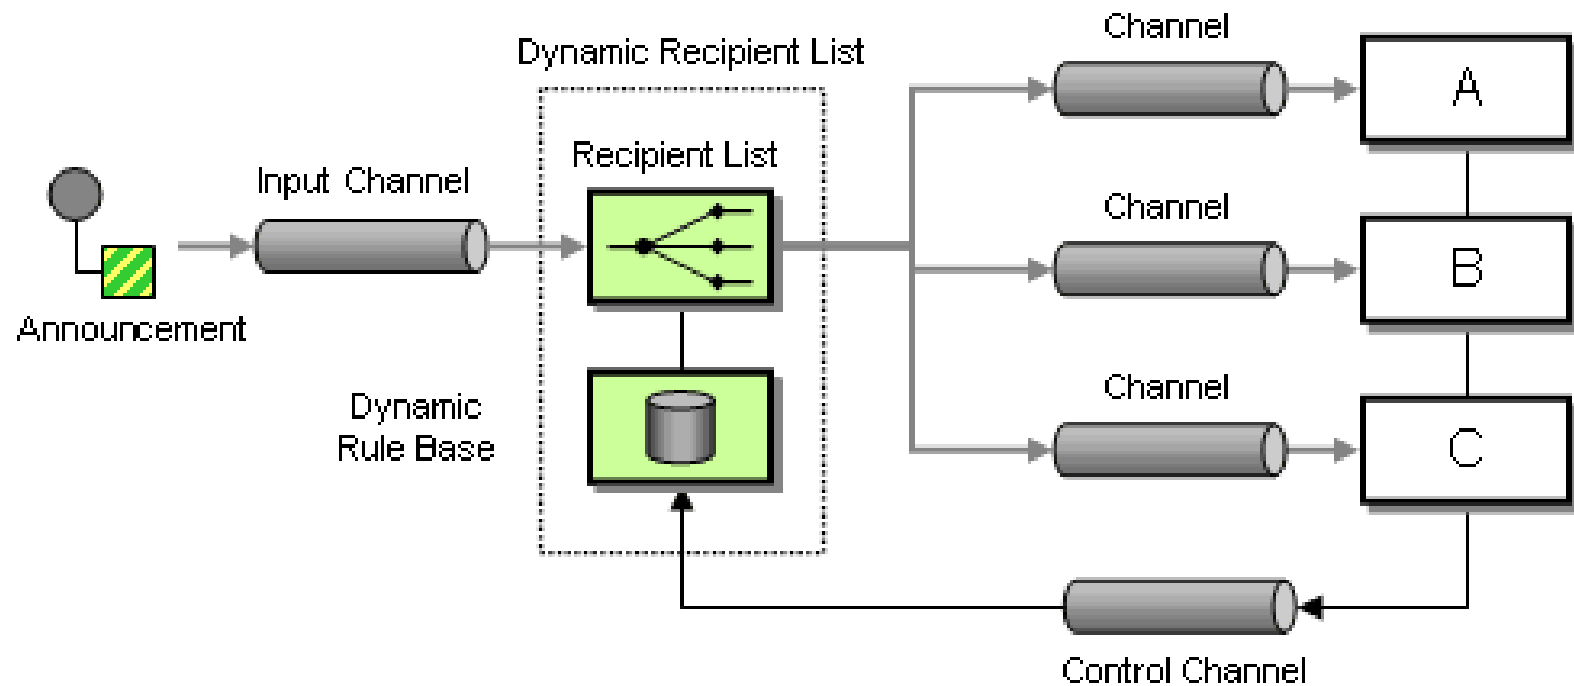 Dynamic Recipient List
Recipient List
Input Channel
Announcement
Dynamic
Rule Base
Channel
A
Channel
B
Channel
C
Control Channel